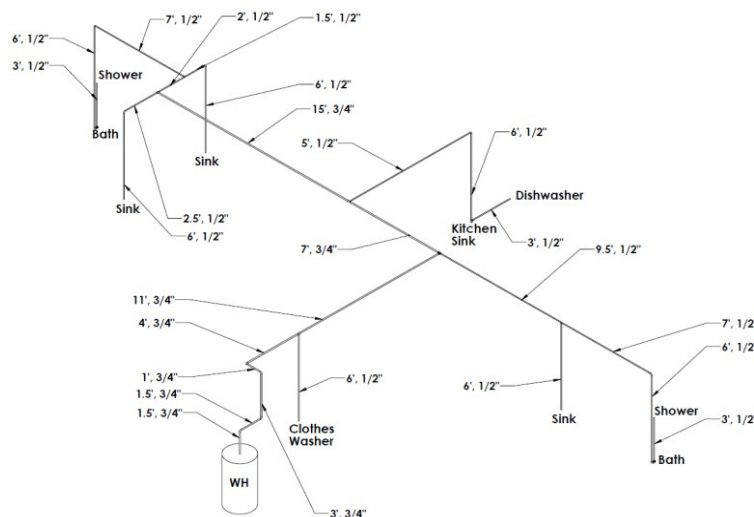 7', 1/2"
2', 1/2"
1.5', 1/2"
6', 1/2"
Shower
3', 1/2"
6', 1/2"
15', 3/4"
Bath
5', 1/2"
6', 1/2"
Sink
Dishwasher
Sink
2.5', 1/2"
6', 1/2"
Kitchen
Sink
3', 1/2"
7', 3/4"
9.5', 1/2"
11', 3/4"
4', 3/4"
7', 1/2"
6', 1/2"
1', 3/4"
6', 1/2"
6', 1/2"
1.5', 3/4"
1.5', 3/4"
Shower
Sink
3', 1/2"
Clothes
Washer
Bath
WH
3', 3/4"